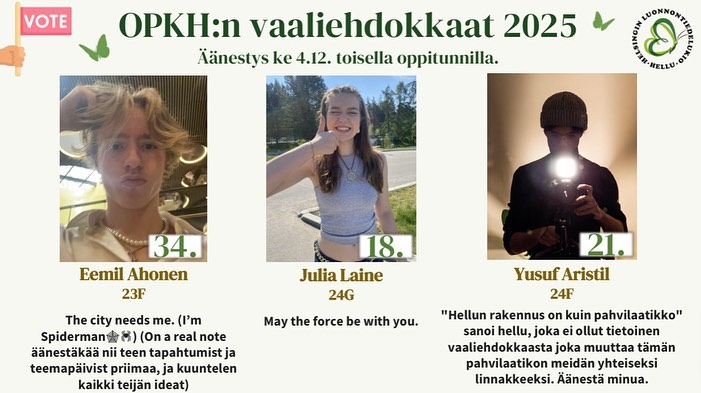 VOTE
OPKH:n vaaliehdokkaat 2025
Äänestys ke 4.12. toisella oppitunnilla.
HELSINGIN LUONNONTIEDELUKIO
·HELLU·
34.
Eemil Ahonen
23F
The city needs me. (I'm
Spiderman🕸️🕷️) (On a real note
äänestäkää nii teen tapahtumist ja
teemapäivist priimaa, ja kuuntelen
kaikki teijän ideat)
18.
Julia Laine
24G
May the force be with you.
21.
Yusuf Aristil
24F
"Hellun rakennus on kuin pahvilaatikko"
sanoi hellu, joka ei ollut tietoinen
vaaliehdokkaasta joka muuttaa tämän
pahvilaatikon meidän yhteiseksi
linnakkeeksi. Äänestä minua.